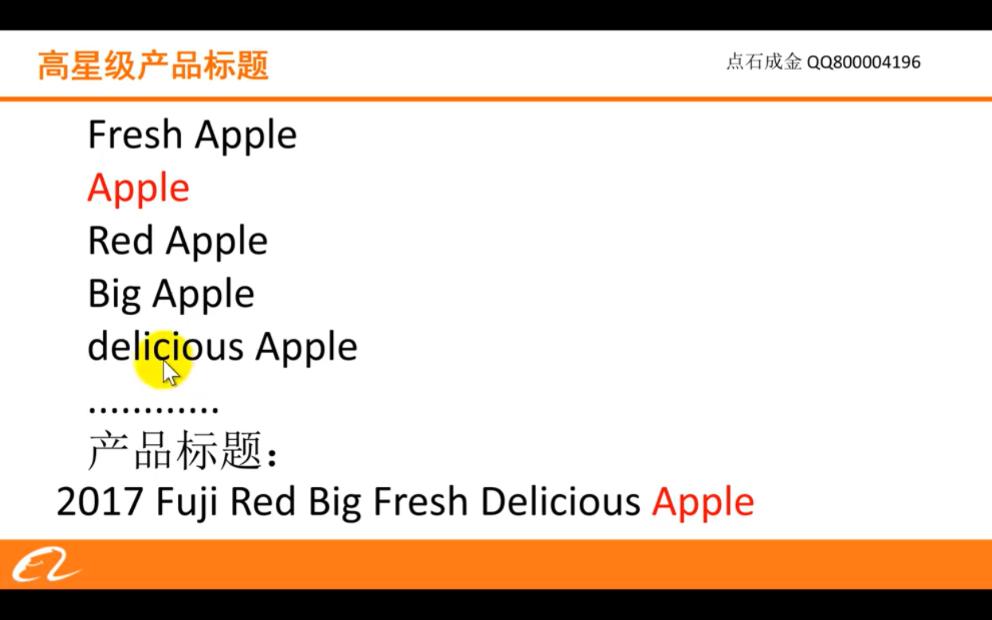 高星级产品标题
点石成金 QQ800004196
Fresh Apple
Apple
Red Apple
Big Apple
delicious Apple
............
产品标题：
2017 Fuji Red Big Fresh Delicious Apple